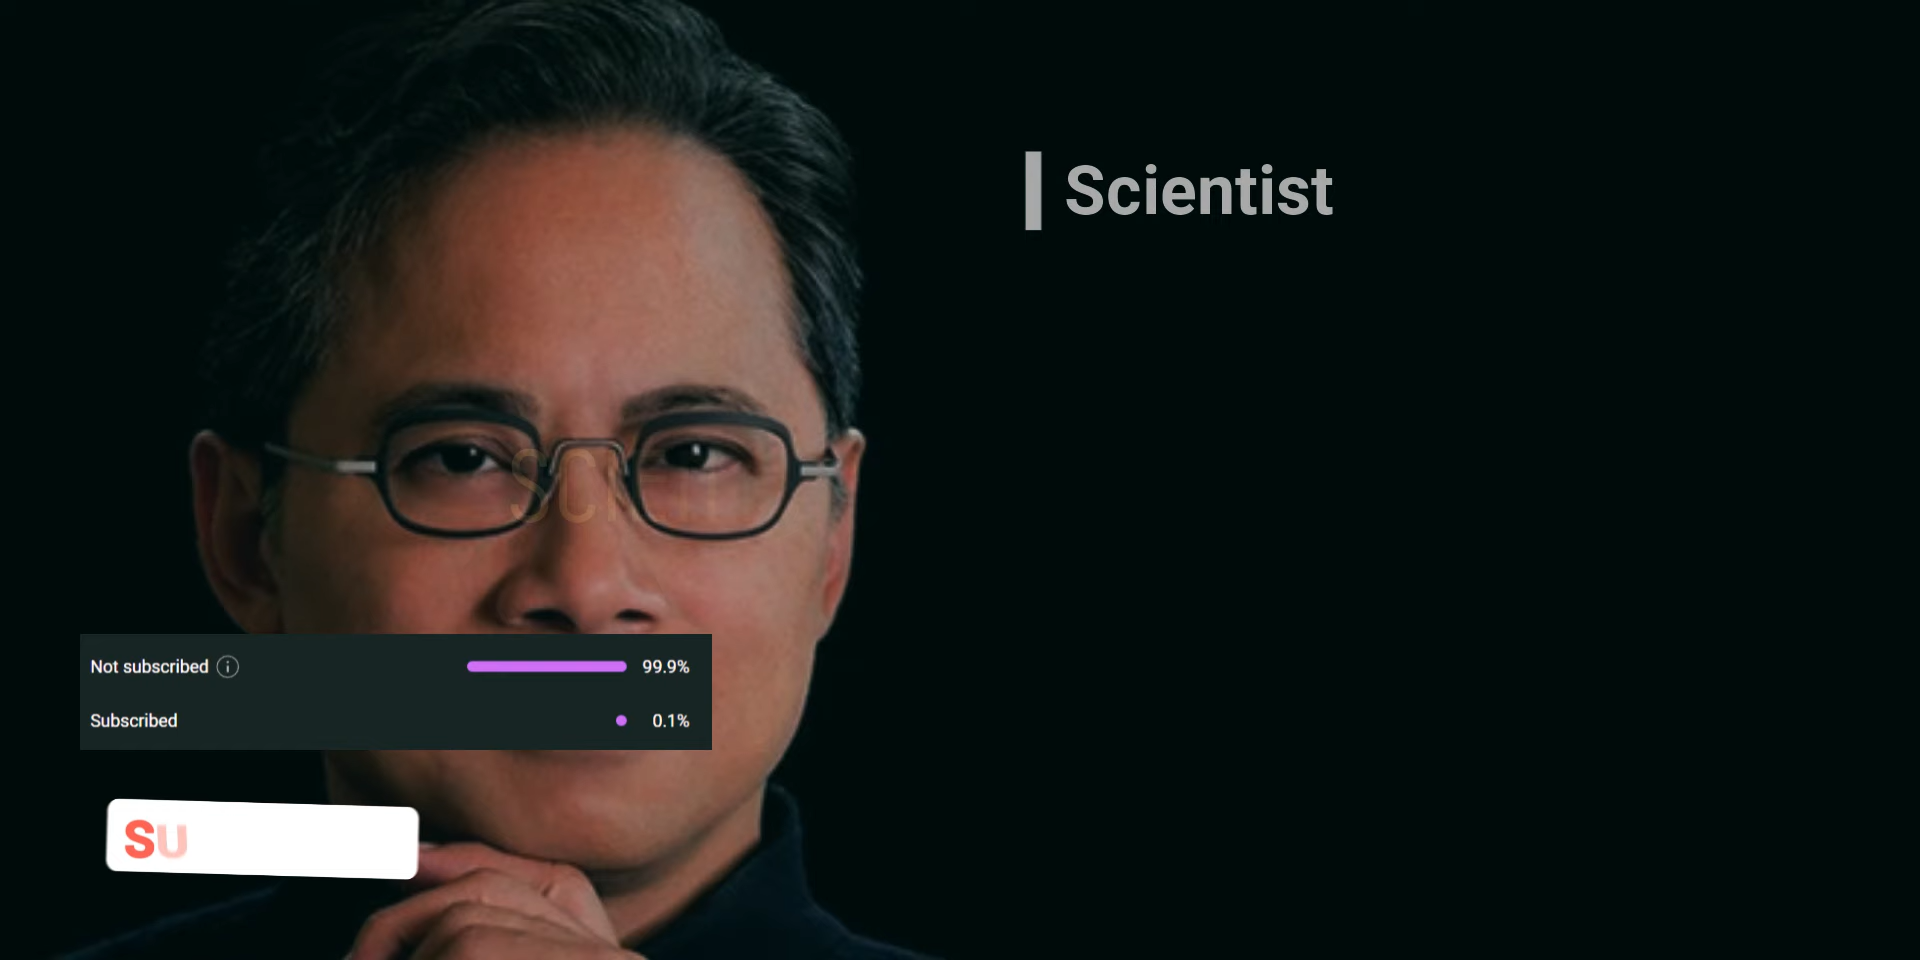 Scientist
Not subscribed 99.9%
Subscribed 0.1%
SU